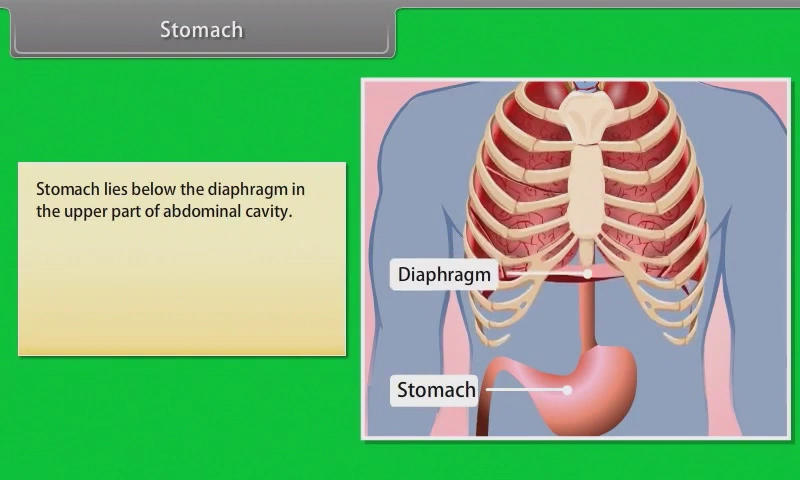 Stomach
Stomach lies below the diaphragm in
the upper part of abdominal cavity.
Diaphragm
Stomach